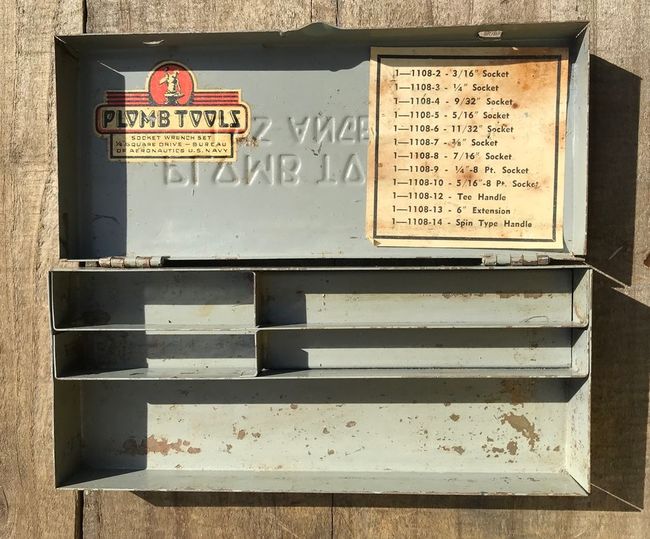 PLOMB TOOLS
SOCKET WRENCH SET
¼ SQUARE DRIVE - BUREAU
OF AERONAUTICS U.S. NAVY
PLOMB TO
S ANGE
1—1108-2 - 3/16" Socket
1—1108-3 - ¼" Socket
1—1108-4 - 9/32" Socket
1—1108-5 - 5/16" Socket
1—1108-6 - 11/32" Socket
1—1108-7 - ⅜" Socket
1—1108-8 - 7/16" Socket
1—1108-9 - ¼"-8 Pt. Socket
1—1108-10 - 5/16"-8 Pt. Socket
1—1108-12 - Tee Handle
1—1108-13 - 6" Extension
1—1108-14 - Spin Type Handle